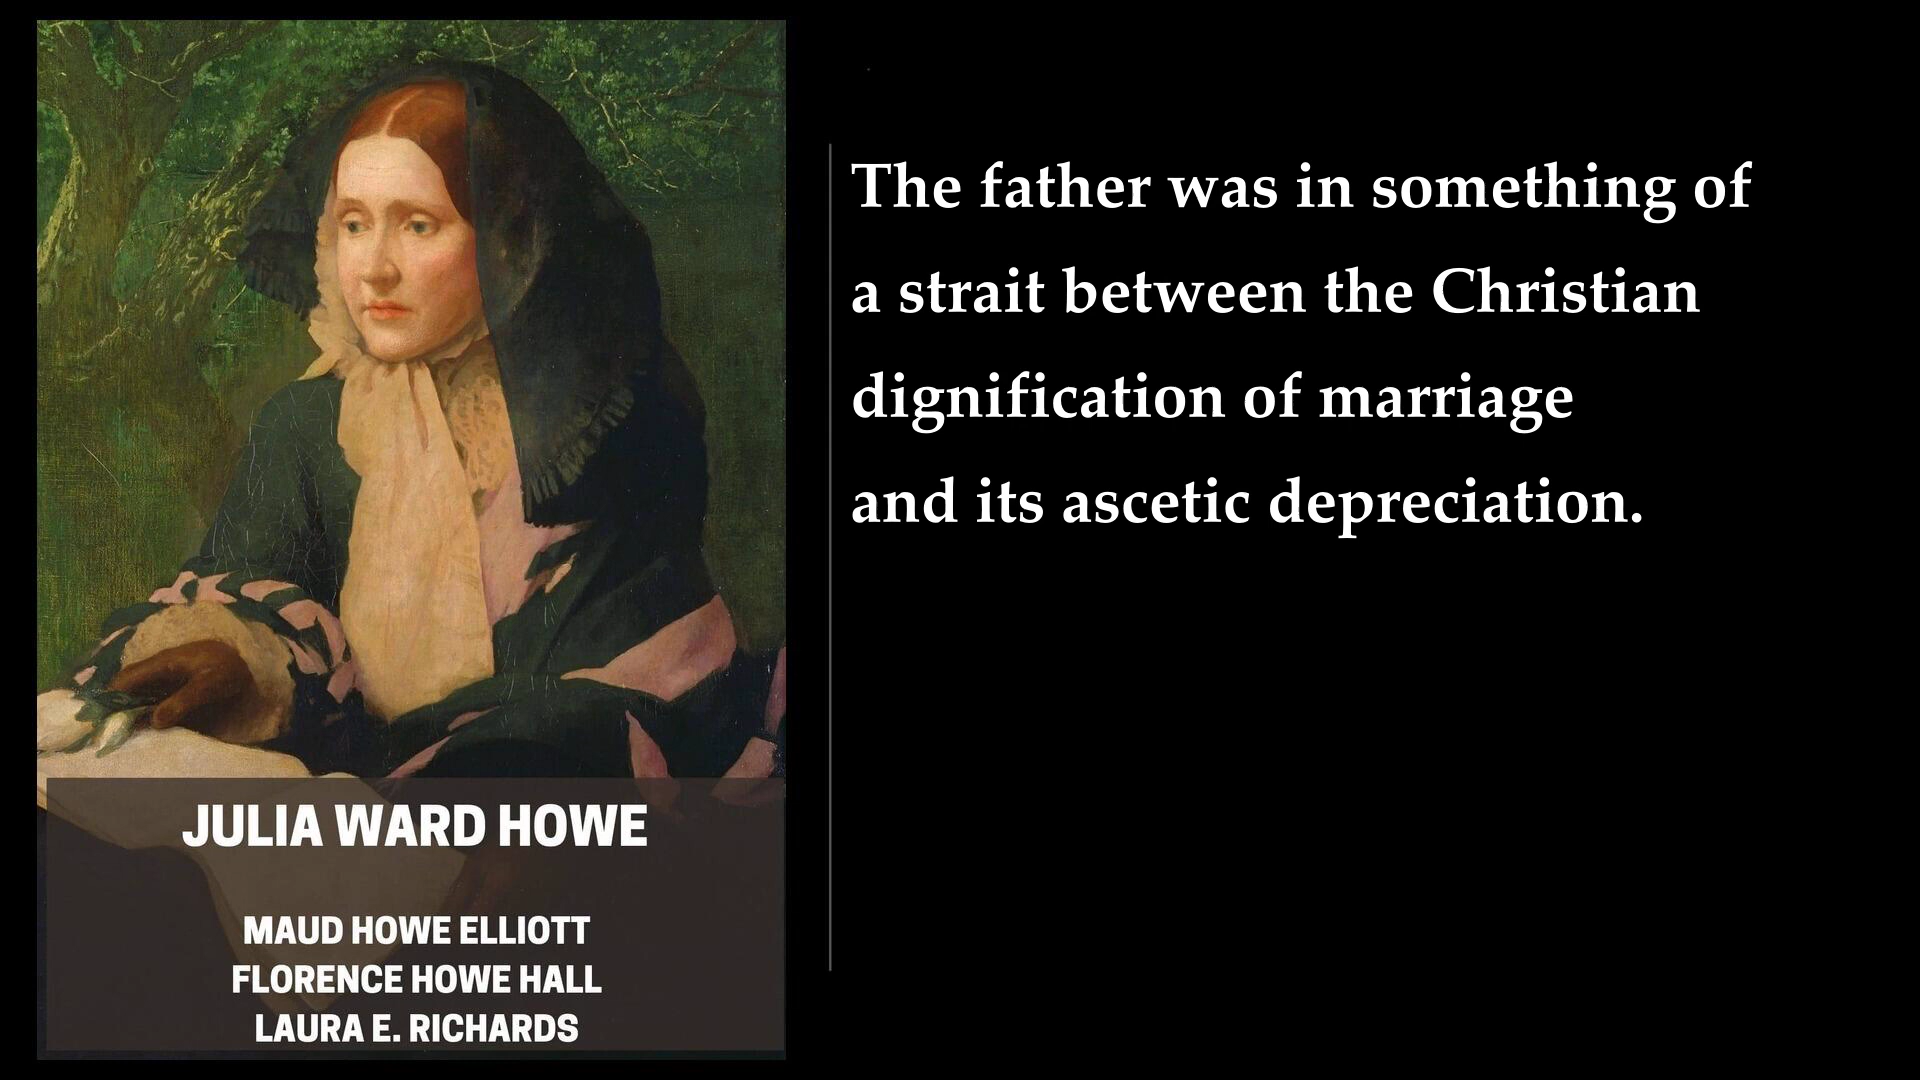 JULIA WARD HOWE
MAUD HOWE ELLIOTT
FLORENCE HOWE HALL
LAURA E. RICHARDS
The father was in something of
a strait between the Christian
dignification of marriage
and its ascetic depreciation.